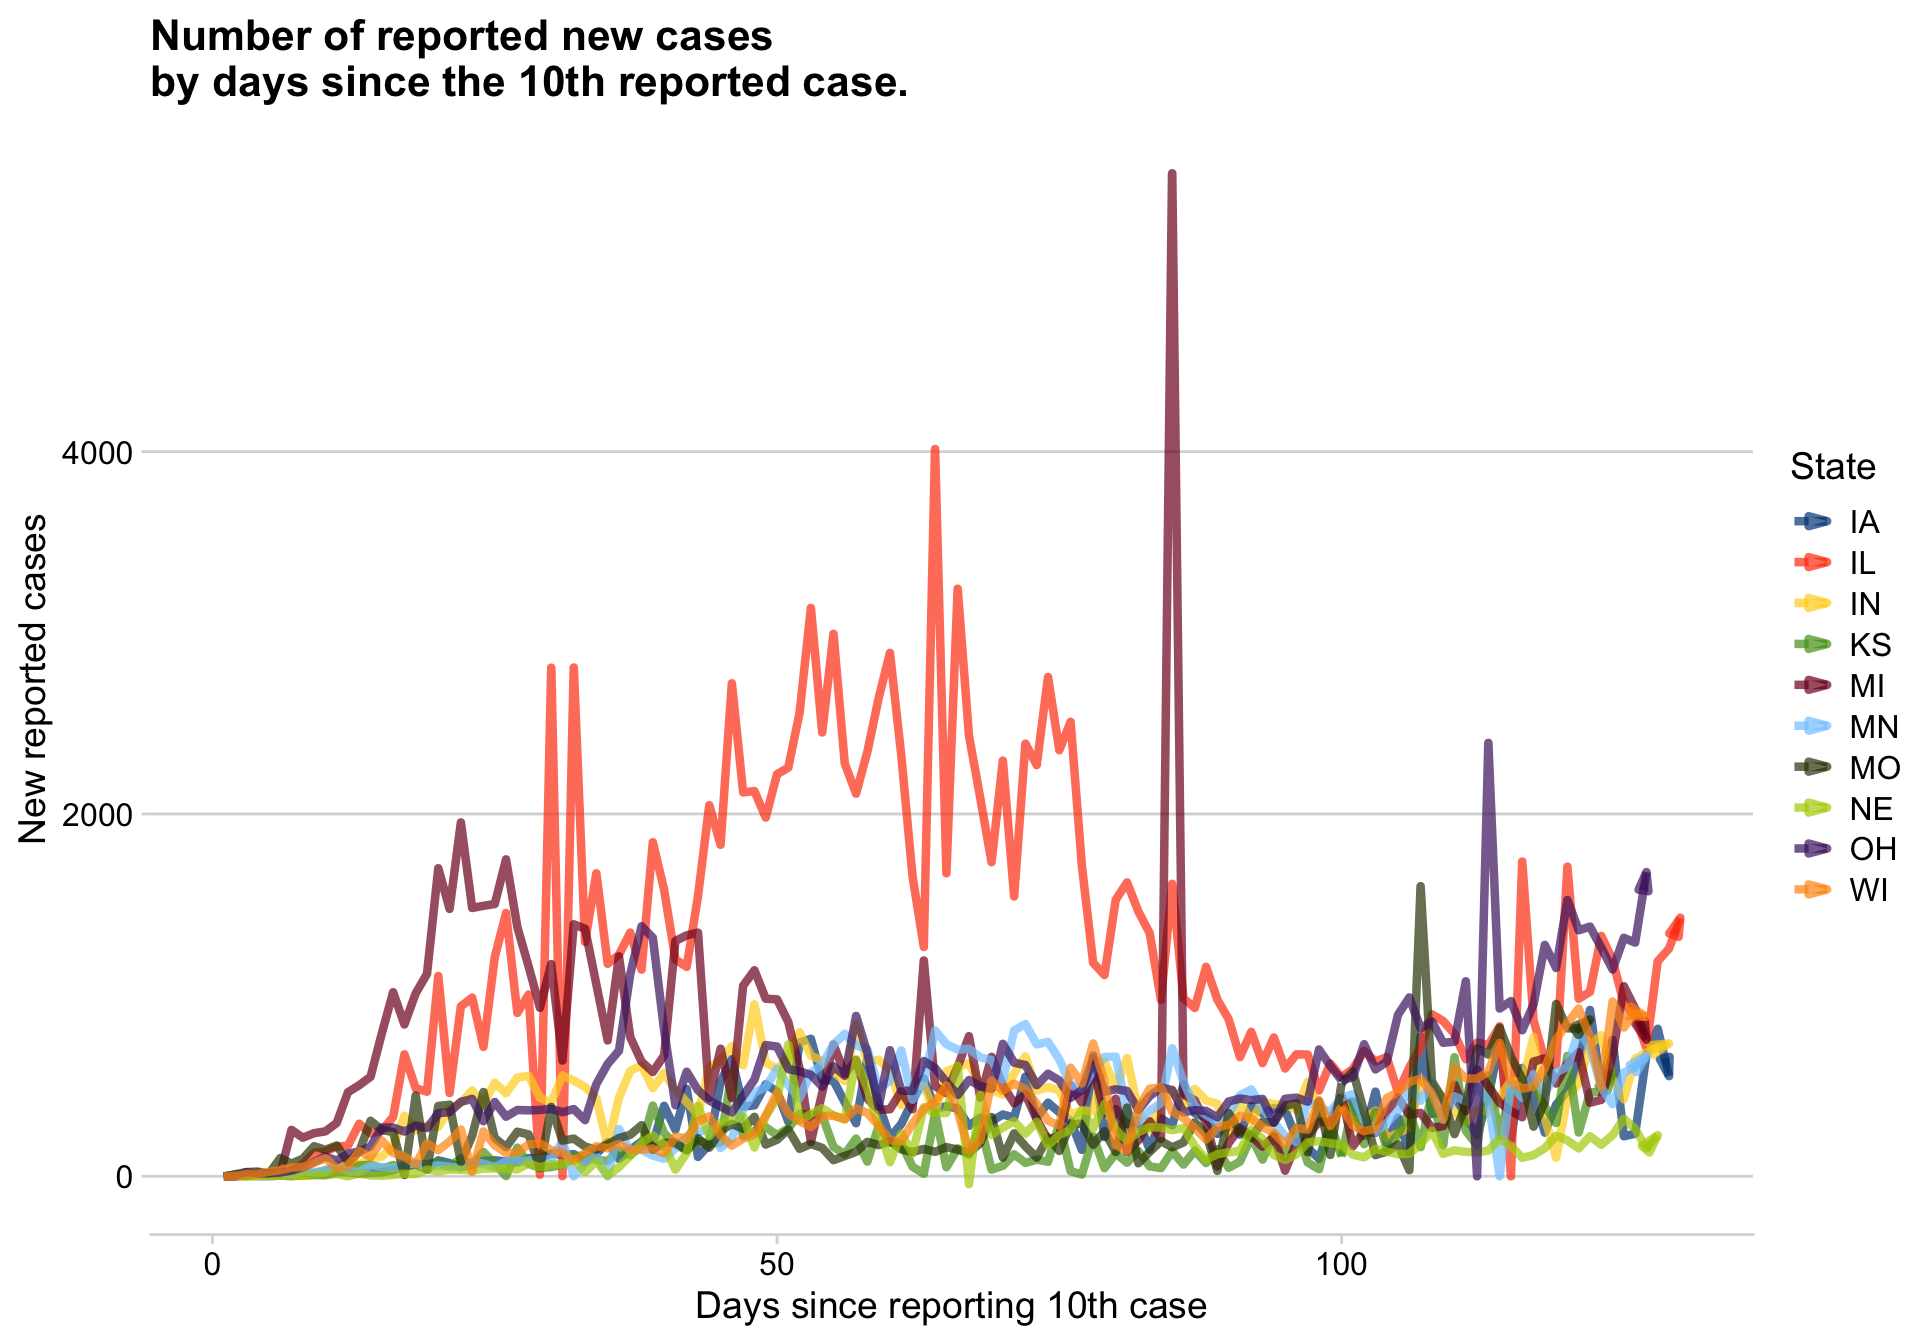 Number of reported new cases
by days since the 10th reported case.
New reported cases
4000
2000
0
0
50
100
Days since reporting 10th case
State
IA
IL
IN
KS
MI
MN
MO
NE
OH
WI